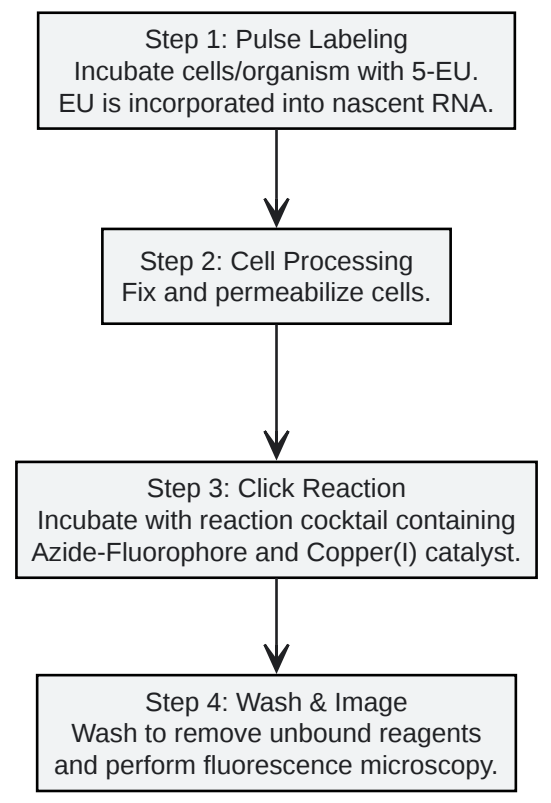 Step 1: Pulse Labeling
Incubate cells/organism with 5-EU.
EU is incorporated into nascent RNA.
Step 2: Cell Processing
Fix and permeabilize cells.
Step 3: Click Reaction
Incubate with reaction cocktail containing
Azide-Fluorophore and Copper(I) catalyst.
Step 4: Wash & Image
Wash to remove unbound reagents
and perform fluorescence microscopy.